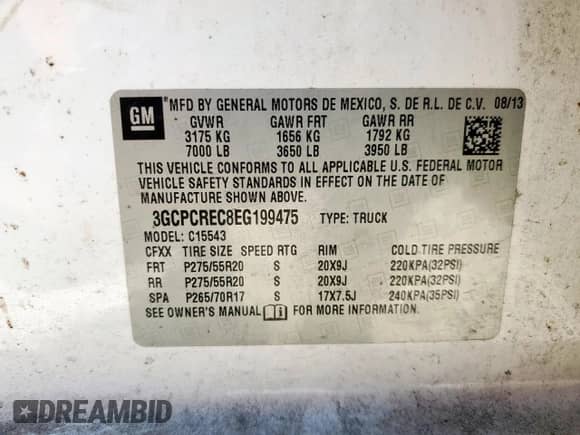 GM MFD BY GENERAL MOTORS DE MEXICO, S. DE R.L. DE C.V. 08/13
GVWR GAWR FRT GAWR RR
3175 KG 1656 KG 1792 KG
7000 LB 3650 LB 3950 LB
THIS VEHICLE CONFORMS TO ALL APPLICABLE U.S. FEDERAL MOTOR
VEHICLE SAFETY STANDARDS IN EFFECT ON THE DATE OF
MANUFACTURE SHOWN ABOVE.
3GCPCREC8EG199475 TYPE: TRUCK
MODEL: C15543
CFXX TIRE SIZE SPEED RTG RIM COLD TIRE PRESSURE
FRT P275/55R20 S 20X9J 220KPA(32PSI)
RR P275/55R20 S 20X9J 220KPA(32PSI)
SPA P265/70R17 S 17X7.5J 240KPA(35PSI)
SEE OWNER'S MANUAL FOR MORE INFORMATION.
DREAMBID